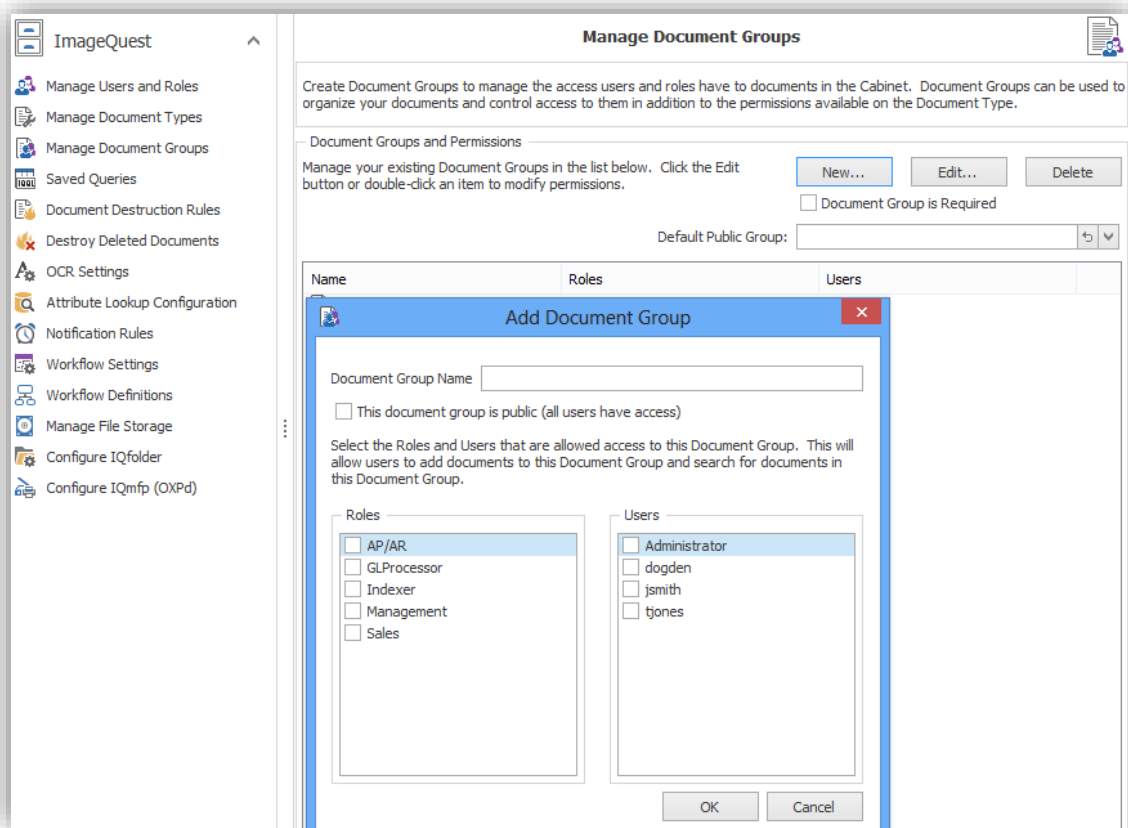 ImageQuest
Manage Users and Roles
Manage Document Types
Manage Document Groups
Saved Queries
Document Destruction Rules
Destroy Deleted Documents
OCR Settings
Attribute Lookup Configuration
Notification Rules
Workflow Settings
Workflow Definitions
Manage File Storage
Configure IQfolder
Configure IQmfp (OXPd)
Manage Document Groups
Create Document Groups to manage the access users and roles have to documents in the Cabinet. Document Groups can be used to
organize your documents and control access to them in addition to the permissions available on the Document Type.
Document Groups and Permissions
Manage your existing Document Groups in the list below. Click the Edit
button or double-click an item to modify permissions.
New... Edit... Delete
Document Group is Required
Default Public Group:
Name Roles Users
Add Document Group
Document Group Name
This document group is public (all users have access)
Select the Roles and Users that are allowed access to this Document Group. This will
allow users to add documents to this Document Group and search for documents in
this Document Group.
Roles
AP/AR
GLProcessor
Indexer
Management
Sales
Users
Administrator
dogden
jsmith
tjones
OK Cancel